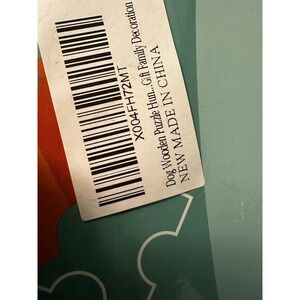 X004FH72MT
Dog Wooden Puzzle Hun...Gift Family Decoration
NEW MADE IN CHINA